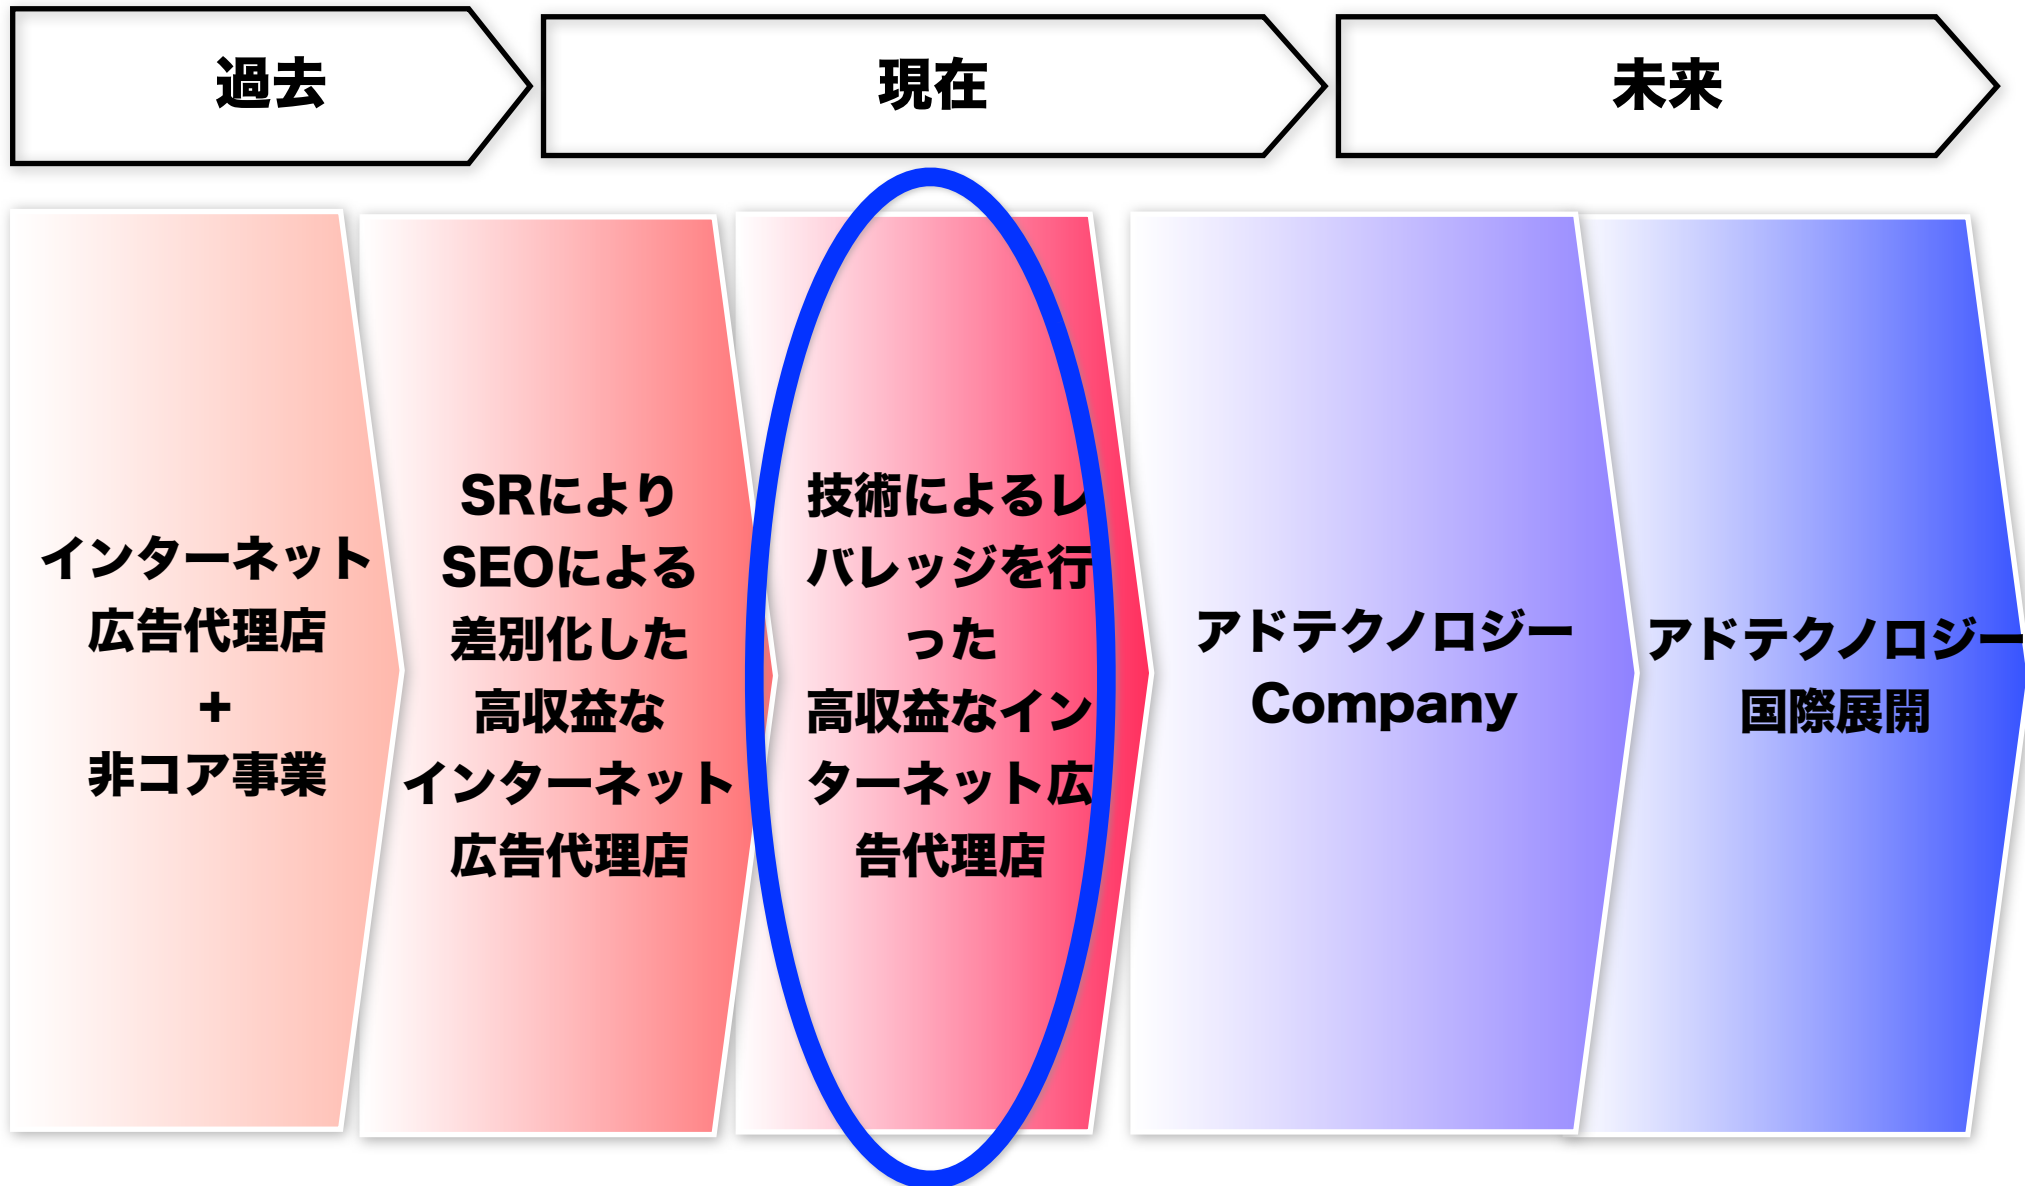 過去
現在
未来
インターネット
広告代理店
+
非コア事業
SRにより
SEOによる
差別化した
高収益な
インターネット
広告代理店
技術によるレ
バレッジを行
った
高収益なイン
ターネット広
告代理店
アドテクノロジー
Company
アドテクノロジー
国際展開